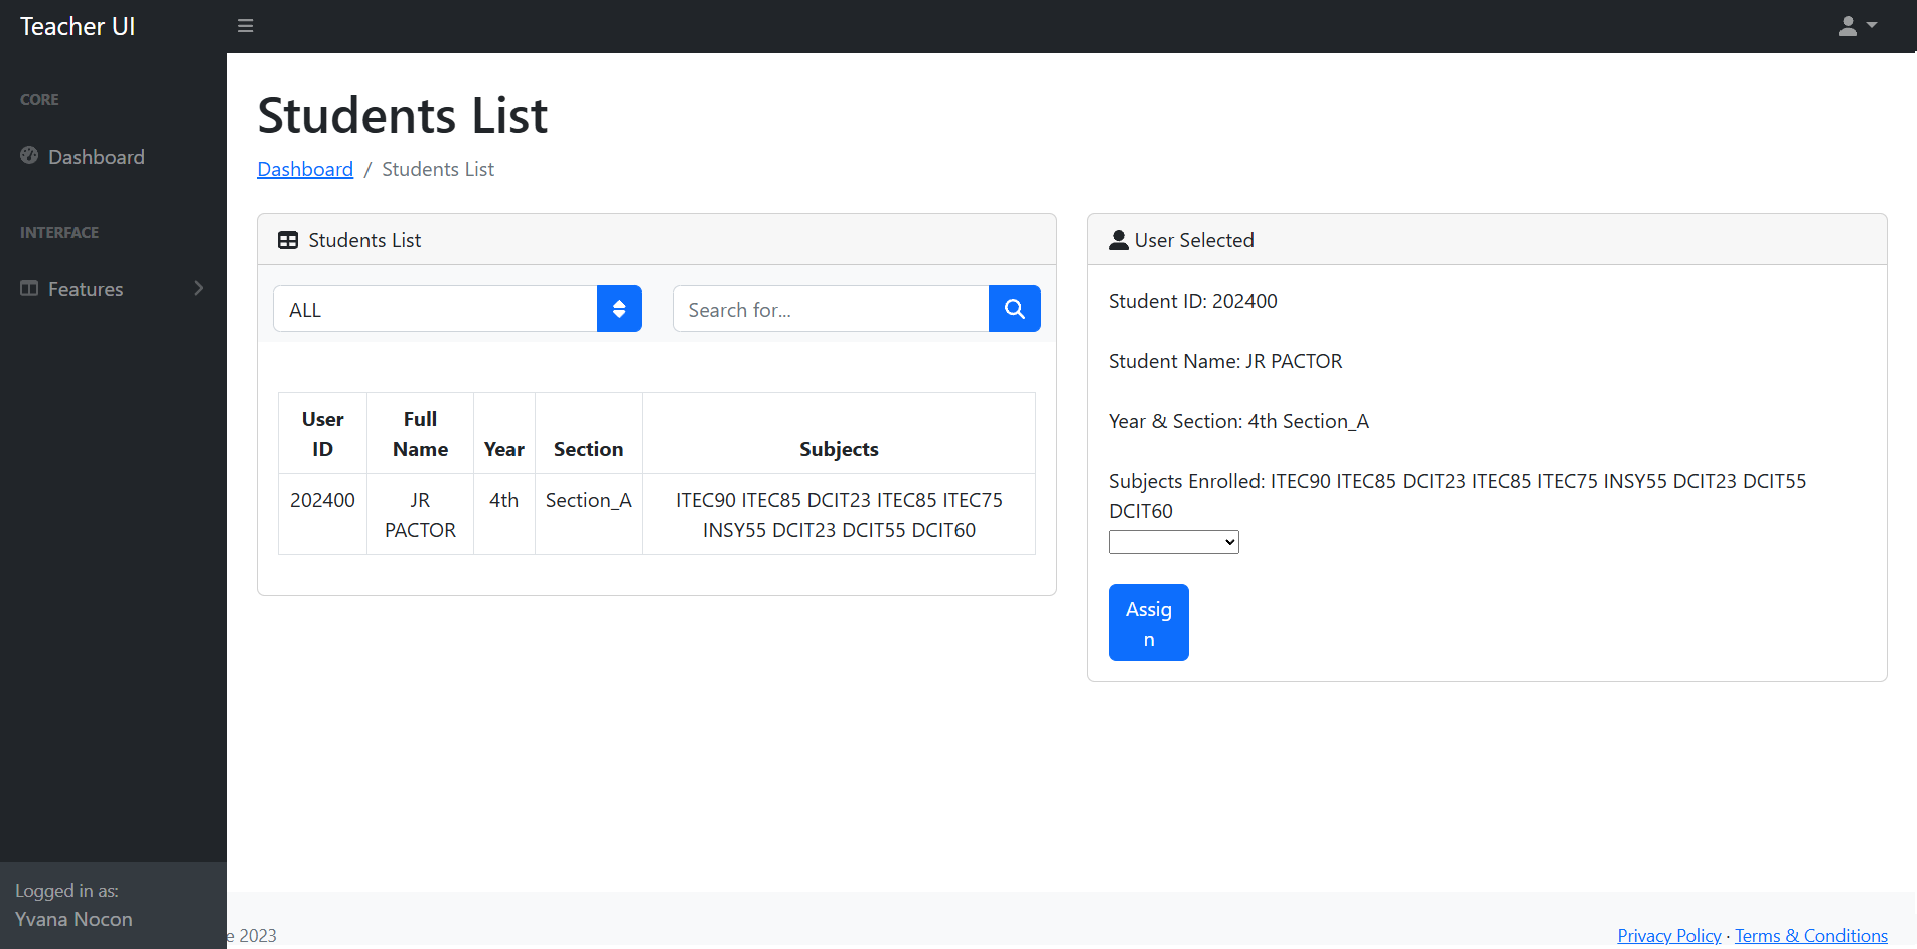 Teacher UI
CORE
Dashboard
INTERFACE
Features
Logged in as:
Yvana Nocon
Students List
Dashboard / Students List
Students List
ALL
Search for...
User ID
Full Name
Year
Section
Subjects
202400
JR PACTOR
4th
Section_A
ITEC90 ITEC85 DCIT23 ITEC85 ITEC75
INSY55 DCIT23 DCIT55 DCIT60
User Selected
Student ID: 202400
Student Name: JR PACTOR
Year & Section: 4th Section_A
Subjects Enrolled: ITEC90 ITEC85 DCIT23 ITEC85 ITEC75 INSY55 DCIT23 DCIT55
DCIT60
Assig
n
e 2023
Privacy Policy · Terms & Conditions